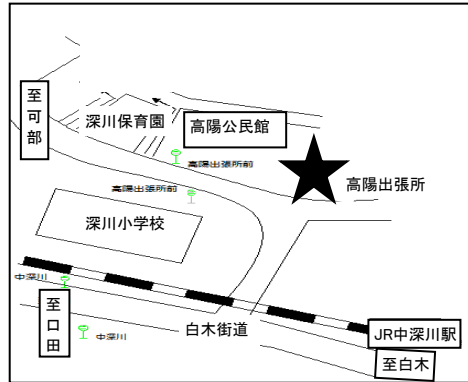 至可部
深川保育園
高陽公民館
高陽出張所前
高陽出張所
高陽出張所前
深川小学校
中深川
至口田
中深川
白木街道
JR中深川駅
至白木